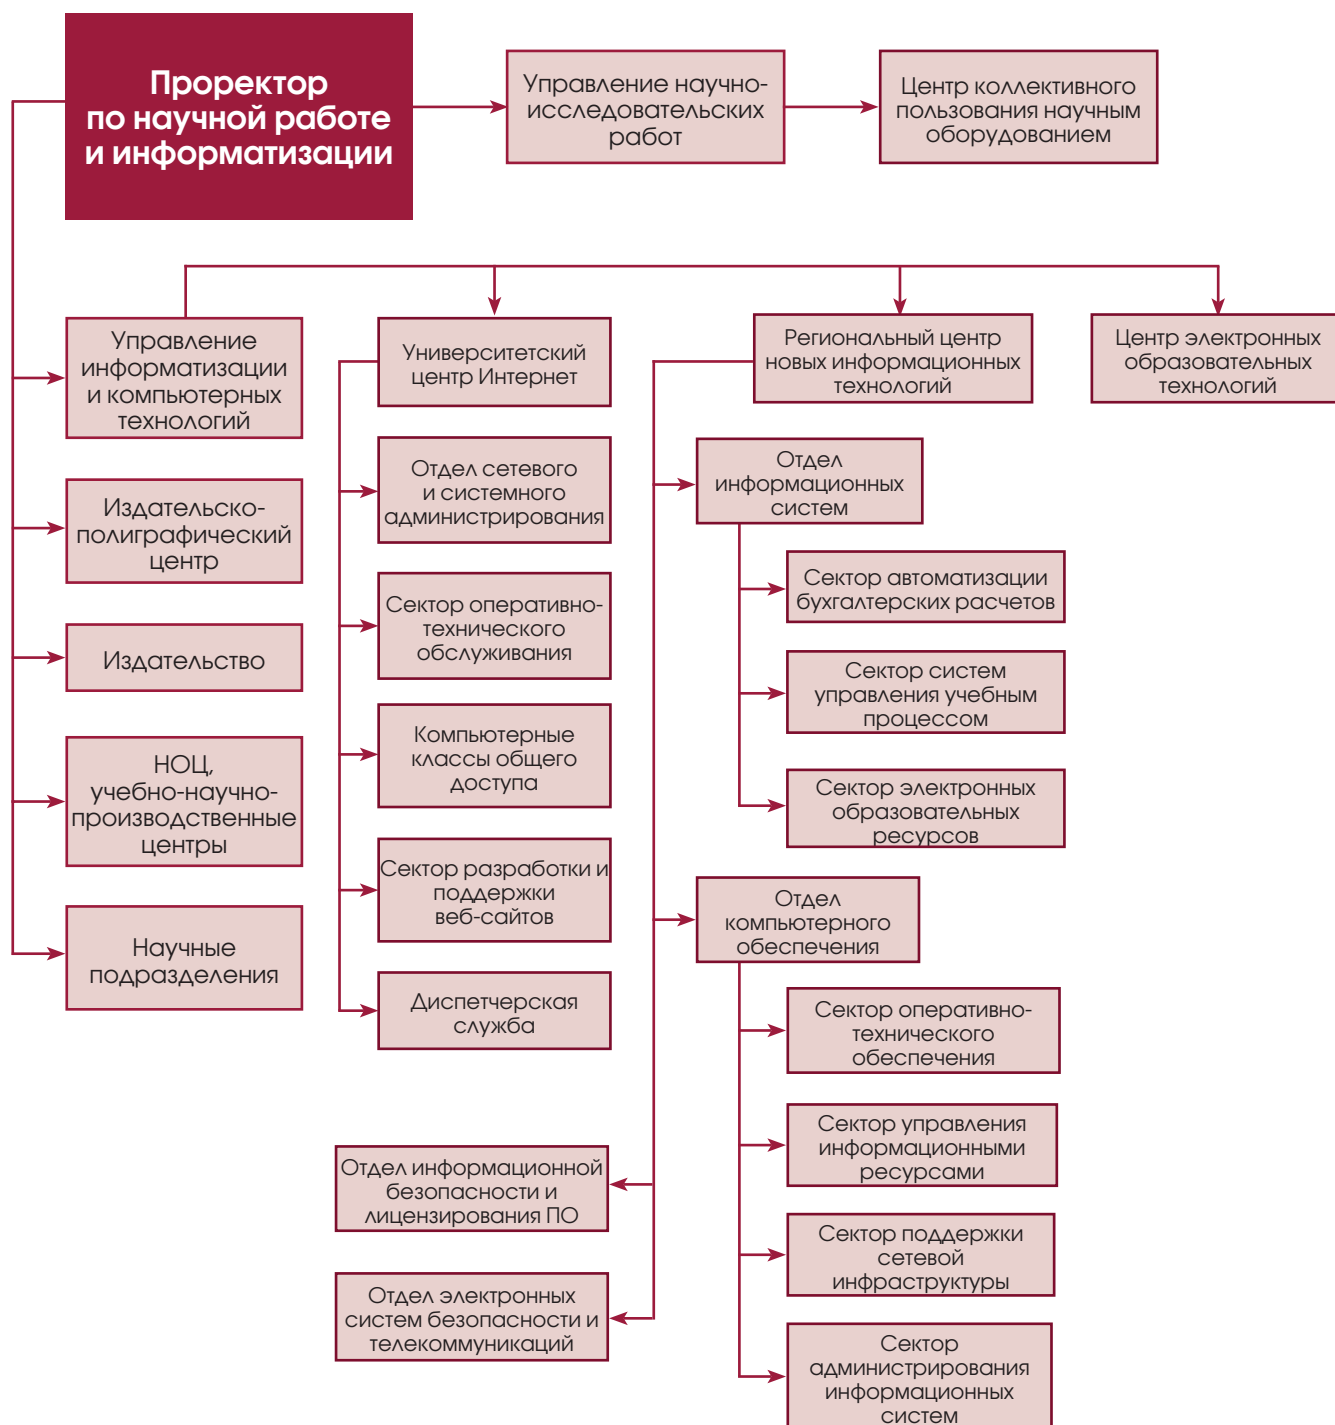 Проректор
по научной работе
и информатизации
Управление научно-
исследовательских
работ
Центр коллективного
пользования научным
оборудованием
Управление
информатизации
и компьютерных
технологий
Университетский
центр Интернет
Региональный центр
новых информационных
технологий
Центр электронных
образовательных
технологий
Издательско-
полиграфический
центр
Издательство
НОЦ,
учебно-научно-
производственные
центры
Научные
подразделения
Отдел сетевого
и системного
администрирования
Сектор оперативно-
технического
обслуживания
Компьютерные
классы общего
доступа
Сектор разработки и
поддержки
веб-сайтов
Диспетчерская
служба
Отдел
информационных
систем
Сектор автоматизации
бухгалтерских расчетов
Сектор систем
управления учебным
процессом
Сектор электронных
образовательных
ресурсов
Отдел
компьютерного
обеспечения
Сектор оперативно-
технического
обеспечения
Сектор управления
информационными
ресурсами
Сектор поддержки
сетевой
инфраструктуры
Сектор
администрирования
информационных
систем
Отдел информационной
безопасности и
лицензирования ПО
Отдел электронных
систем безопасности и
телекоммуникаций